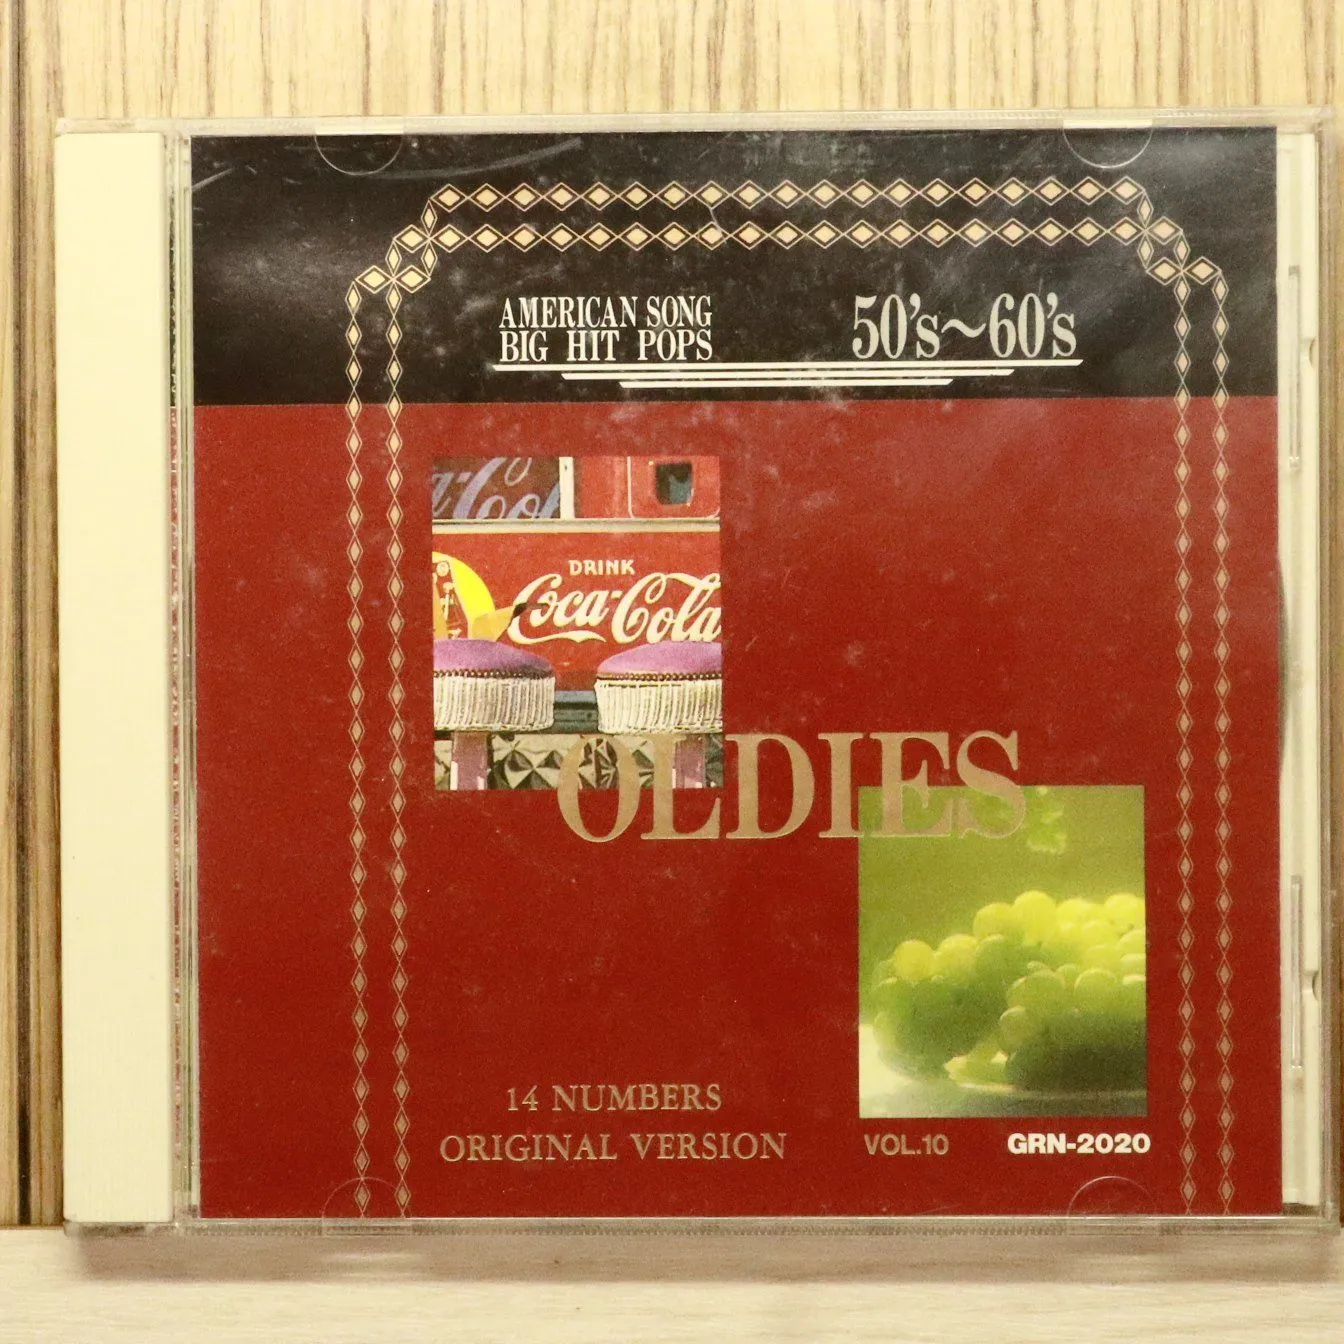 AMERICAN SONG
BIG HIT POPS
50's~60's
DRINK
Coca-Cola
OLDIES
14 NUMBERS
ORIGINAL VERSION
VOL.10
GRN-2020